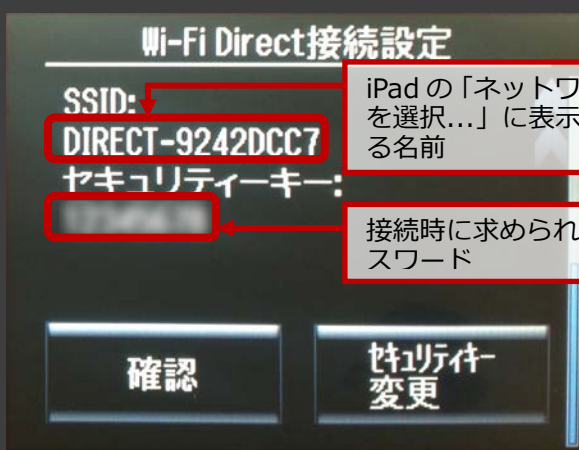 Wi-Fi Direct接続設定
SSID:
DIRECT-9242DCC7
セキュリティーキー:
iPad の「ネットワ
を選択...」に表示
る名前
接続時に求められ
スワード
確認
ｾｷｭﾘﾃｨｷｰ
変更